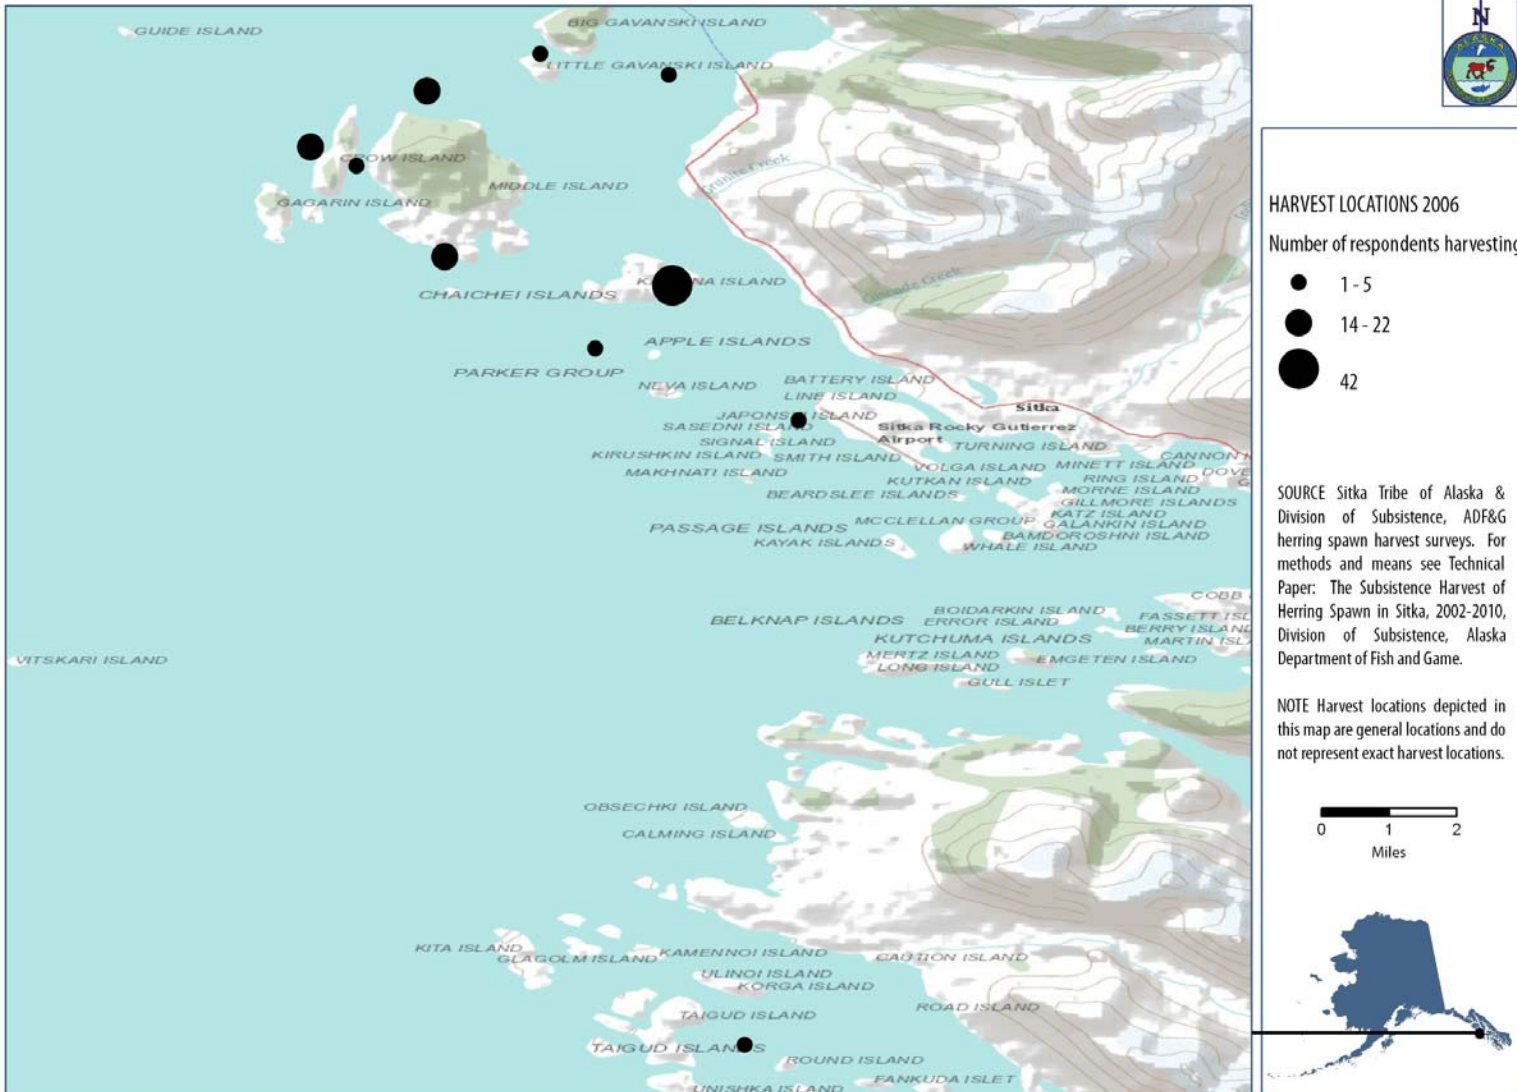 N
ALASKA
GUIDE ISLAND
BIG GAVANSKI ISLAND
LITTLE GAVANSKI ISLAND
CROW ISLAND
MIDDLE ISLAND
GAGARIN ISLAND
Granite Creek
CHAICHEI ISLANDS
NA ISLAND
Cascade Creek
APPLE ISLANDS
PARKER GROUP
NEVA ISLAND
BATTERY ISLAND
LINE ISLAND
JAPONSKI ISLAND
Sitka
SASEDNI ISLAND
Sitka Rocky Gutierrez
Airport
SIGNAL ISLAND
TURNING ISLAND
KIRUSHKIN ISLAND
SMITH ISLAND
CANNON
VOLGA ISLAND
MINETT ISLAND
DOVE
MAKHNATI ISLAND
KUTKAN ISLAND
RING ISLAND
BEARDSLEE ISLANDS
MORNE ISLAND
GILLMORE ISLANDS
KATZ ISLAND
PASSAGE ISLANDS
MCCLELLAN GROUP
GALANKIN ISLAND
BAMDOROSHNI ISLAND
KAYAK ISLANDS
WHALE ISLAND
COBB
BOIDARKIN ISLAND
BELKNAP ISLANDS
ERROR ISLAND
FASSETT ISL
BERRY ISLAND
KUTCHUMA ISLANDS
MARTIN ISLA
VITSKARI ISLAND
MERTZ ISLAND
EMGETEN ISLAND
LONG ISLAND
GULL ISLET
OBSECHKI ISLAND
CALMING ISLAND
KITA ISLAND
GLAGOLM ISLAND
KAMENNOI ISLAND
CAUTION ISLAND
ULINOI ISLAND
KORGA ISLAND
ROAD ISLAND
TAIGUD ISLAND
TAIGUD ISLANDS
ROUND ISLAND
FANKUDA ISLET
UNISHKA ISLAND
HARVEST LOCATIONS 2006
Number of respondents harvesting
1 - 5
14 - 22
42
SOURCE Sitka Tribe of Alaska &
Division of Subsistence, ADF&G
herring spawn harvest surveys. For
methods and means see Technical
Paper: The Subsistence Harvest of
Herring Spawn in Sitka, 2002-2010,
Division of Subsistence, Alaska
Department of Fish and Game.
NOTE Harvest locations depicted in
this map are general locations and do
not represent exact harvest locations.
0 1 2
Miles